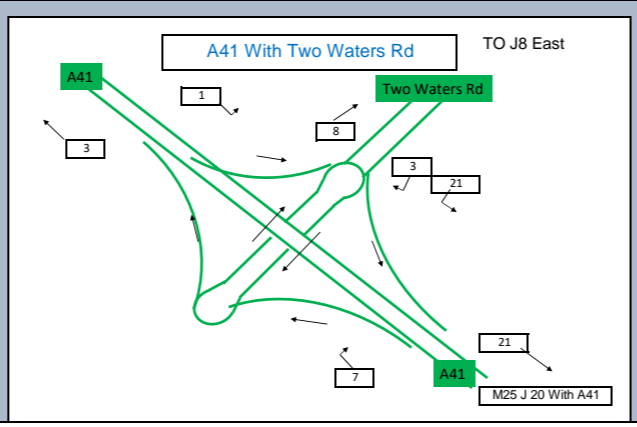 A41 With Two Waters Rd
TO J8 East
A41
Two Waters Rd
1
8
3
3
21
21
7
A41
M25 J 20 With A41